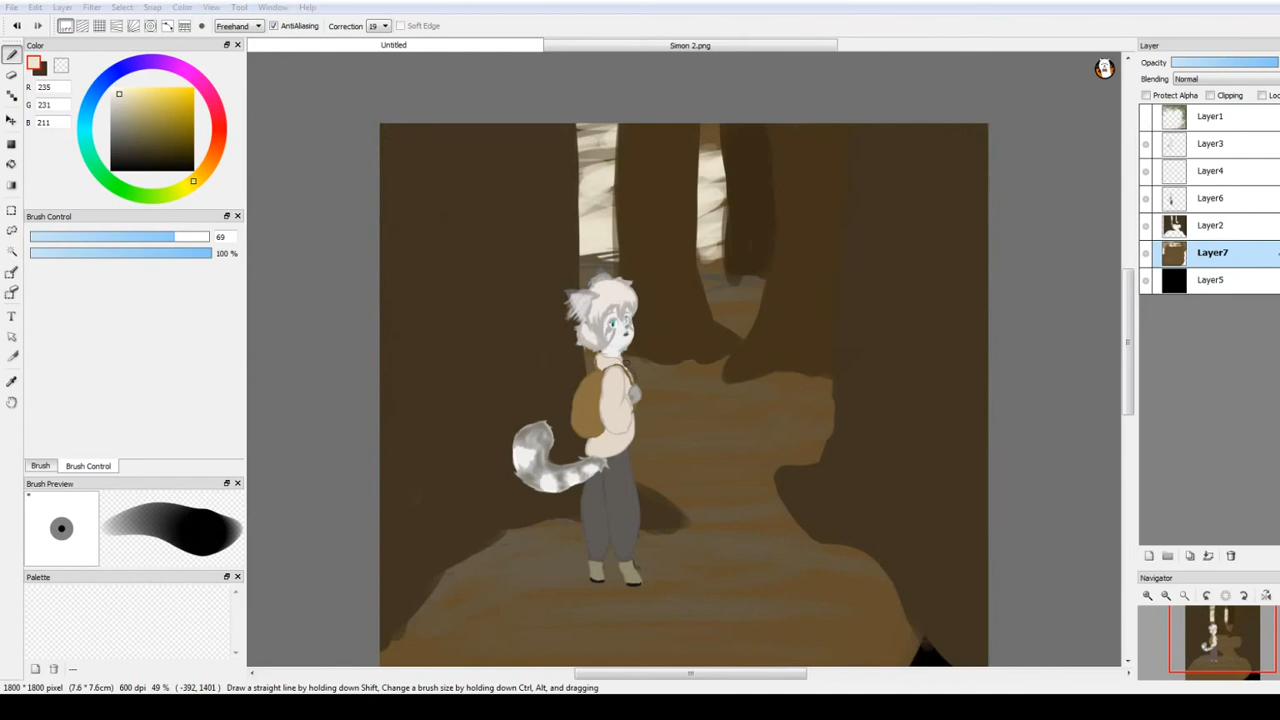 File Edit Layer Filter Select Snap Color View Tool Window Help
OFF Freehand AntiAliasing Correction 19 Soft Edge
Color
R 235
G 231
B 211
Brush Control
69
100 %
Brush Brush Control
Brush Preview
Palette
---
Untitled Simon 2.png
Layer
Opacity
Blending Normal
Protect Alpha Clipping Loc
Layer1
Layer3
Layer4
Layer6
Layer2
Layer7
Layer5
Navigator
1800 * 1800 pixel (7.6 * 7.6cm) 600 dpi 49 % ( -392, 1401) Draw a straight line by holding down Shift, Change a brush size by holding down Ctrl, Alt, and dragging